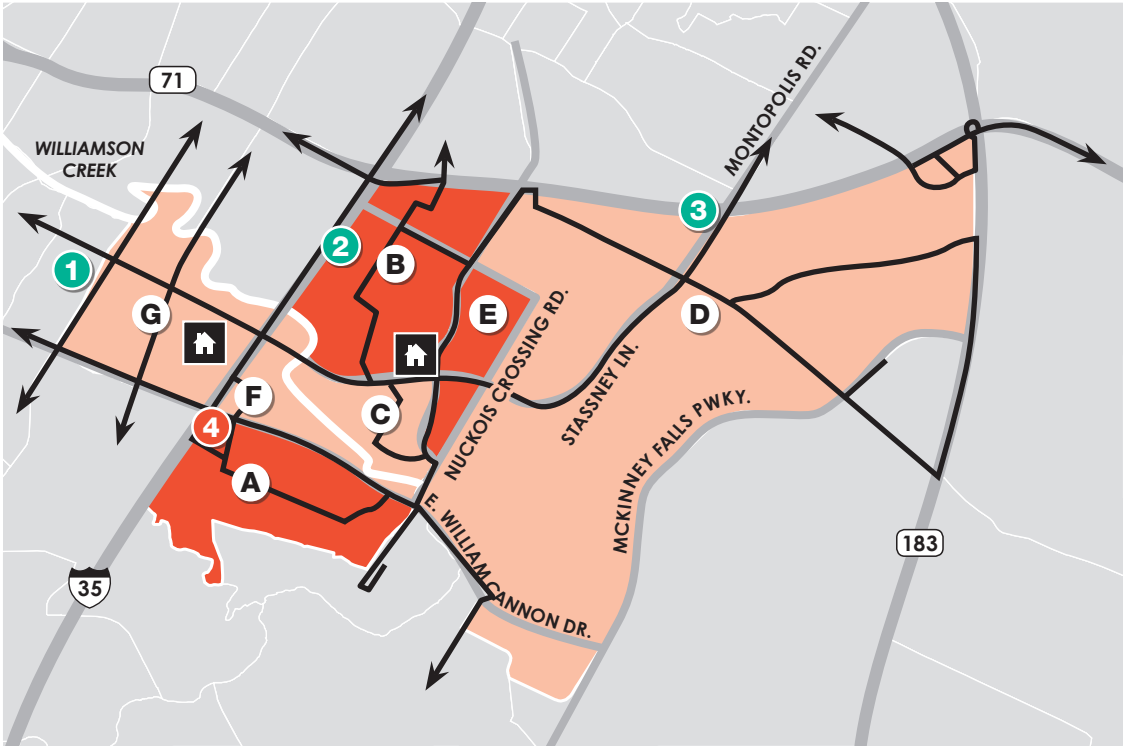 71
MONTOPOLIS RD.
WILLIAMSON
CREEK
3
2
B
1
G
E
D
NUCKOIS CROSSING RD.
STASSNEY LN.
F
C
4
MCKINNEY FALLS PWKY.
A
E. WILLIAM CANNON DR.
183
35